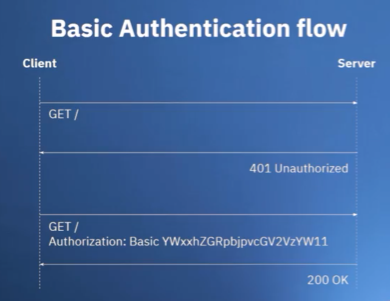 Basic Authentication flow
Client
Server
GET /
401 Unauthorized
GET /
Authorization: Basic YWxxhZGRpbjpvcGV2VzYW11
200 OK